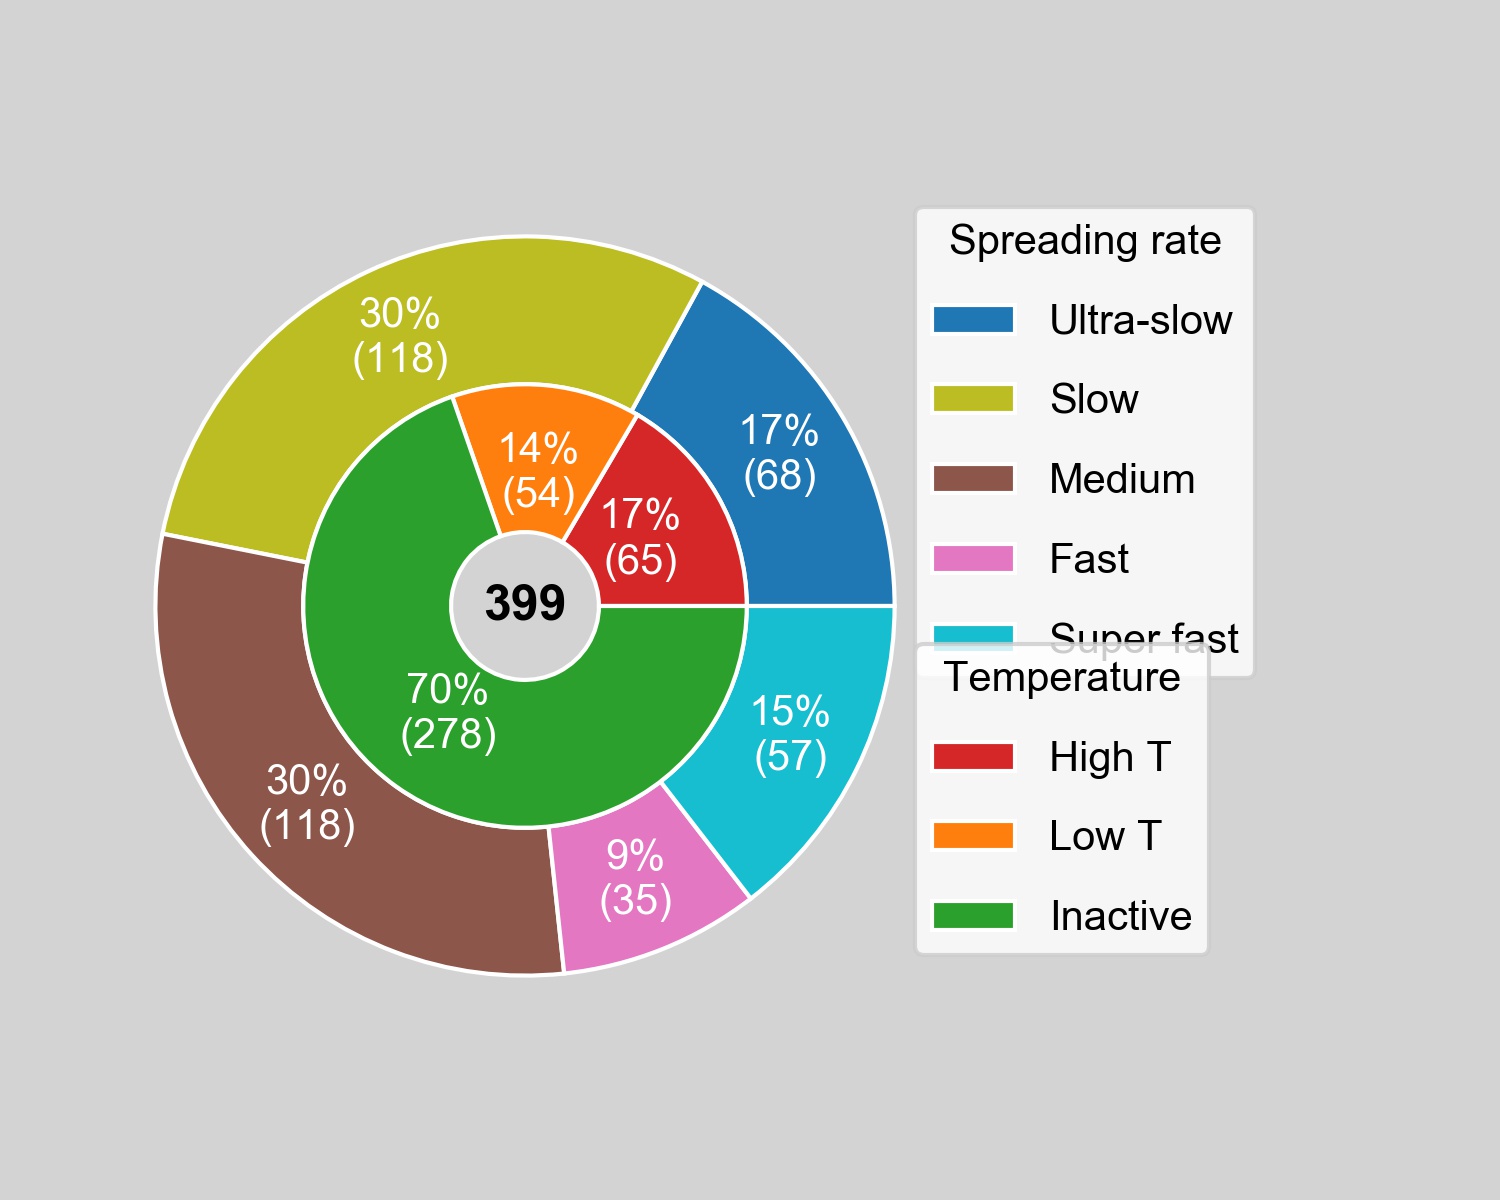 30%
(118)
17%
(68)
14%
(54)
17%
(65)
399
70%
(278)
15%
(57)
30%
(118)
9%
(35)
Spreading rate
Ultra-slow
Slow
Medium
Fast
Super fast
Temperature
High T
Low T
Inactive